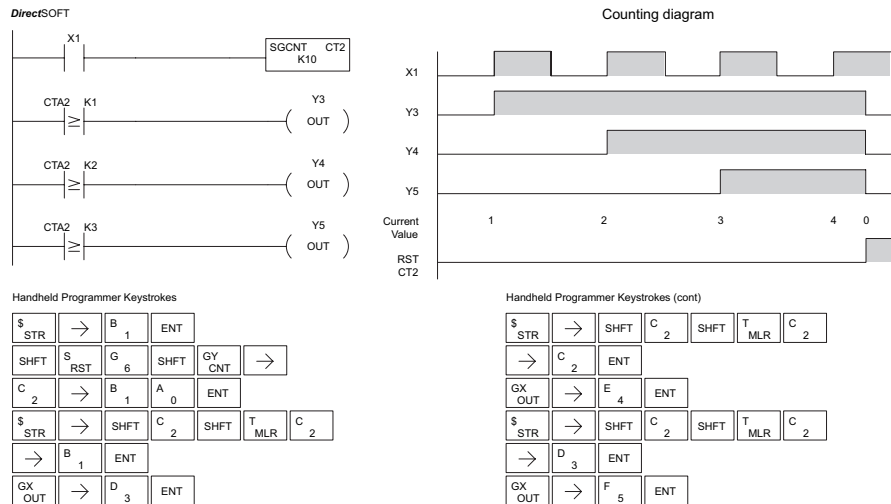 DirectSOFT
X1
SGCNT CT2
K10
CTA2 K1
≥
Y3
OUT
CTA2 K2
≥
Y4
OUT
CTA2 K3
≥
Y5
OUT
Counting diagram
X1
Y3
Y4
Y5
Current
Value
1 2 3 4 0
RST
CT2
Handheld Programmer Keystrokes
$ STR → B 1 ENT
SHFT S RST G 6 SHFT GY CNT →
C 2 → B 1 A 0 ENT
$ STR → SHFT C 2 SHFT T MLR C 2
→ B 1 ENT
GX OUT → D 3 ENT
Handheld Programmer Keystrokes (cont)
$ STR → SHFT C 2 SHFT T MLR C 2
→ C 2 ENT
GX OUT → E 4 ENT
$ STR → SHFT C 2 SHFT T MLR C 2
→ D 3 ENT
GX OUT → F 5 ENT